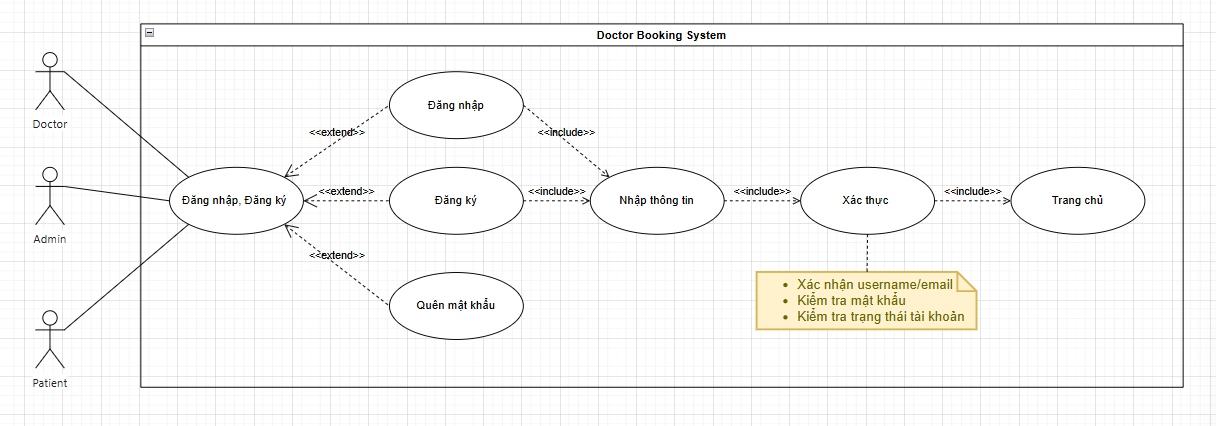 Doctor Booking System
Doctor
Admin
Patient
Đăng nhập, Đăng ký
<<extend>>
<<extend>>
<<extend>>
Đăng nhập
Đăng ký
Quên mật khẩu
<<include>>
<<include>>
Nhập thông tin
<<include>>
Xác thực
<<include>>
Trang chủ
Xác nhận username/email
Kiểm tra mật khẩu
Kiểm tra trạng thái tài khoản